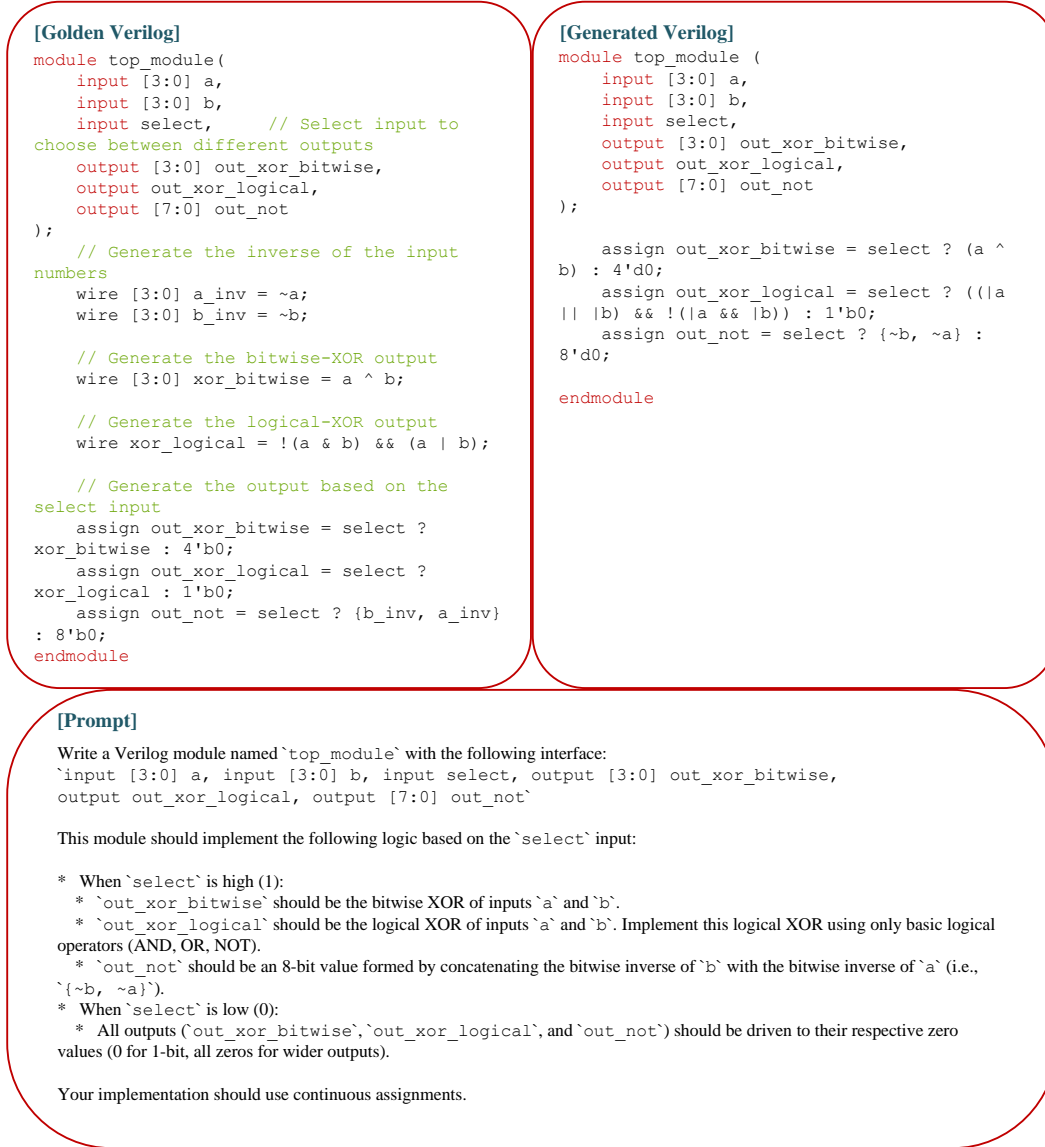 [Golden Verilog]
module top_module(
    input [3:0] a,
    input [3:0] b,
    input select,      // Select input to
choose between different outputs
    output [3:0] out_xor_bitwise,
    output out_xor_logical,
    output [7:0] out_not
);
    // Generate the inverse of the input
numbers
    wire [3:0] a_inv = ~a;
    wire [3:0] b_inv = ~b;

    // Generate the bitwise-XOR output
    wire [3:0] xor_bitwise = a ^ b;

    // Generate the logical-XOR output
    wire xor_logical = !(a & b) && (a | b);

    // Generate the output based on the
select input
    assign out_xor_bitwise = select ?
xor_bitwise : 4'b0;
    assign out_xor_logical = select ?
xor_logical : 1'b0;
    assign out_not = select ? {b_inv, a_inv}
: 8'b0;
endmodule
[Generated Verilog]
module top_module (
    input [3:0] a,
    input [3:0] b,
    input select,
    output [3:0] out_xor_bitwise,
    output out_xor_logical,
    output [7:0] out_not
);

    assign out_xor_bitwise = select ? (a ^
b) : 4'd0;
    assign out_xor_logical = select ? ((|a
|| |b) && !(|a && |b)) : 1'b0;
    assign out_not = select ? {~b, ~a} :
8'd0;

endmodule
[Prompt]
Write a Verilog module named `top_module` with the following interface:
`input [3:0] a, input [3:0] b, input select, output [3:0] out_xor_bitwise,
output out_xor_logical, output [7:0] out_not`

This module should implement the following logic based on the `select` input:

* When `select` is high (1):
  * `out_xor_bitwise` should be the bitwise XOR of inputs `a` and `b`.
  * `out_xor_logical` should be the logical XOR of inputs `a` and `b`. Implement this logical XOR using only basic logical
operators (AND, OR, NOT).
  * `out_not` should be an 8-bit value formed by concatenating the bitwise inverse of `b` with the bitwise inverse of `a` (i.e.,
`{~b, ~a}`).
* When `select` is low (0):
  * All outputs (`out_xor_bitwise`, `out_xor_logical`, and `out_not`) should be driven to their respective zero
values (0 for 1-bit, all zeros for wider outputs).

Your implementation should use continuous assignments.